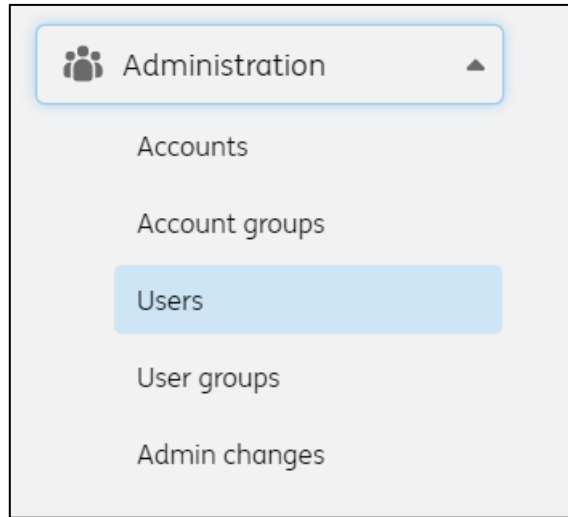 Administration
Accounts
Account groups
Users
User groups
Admin changes